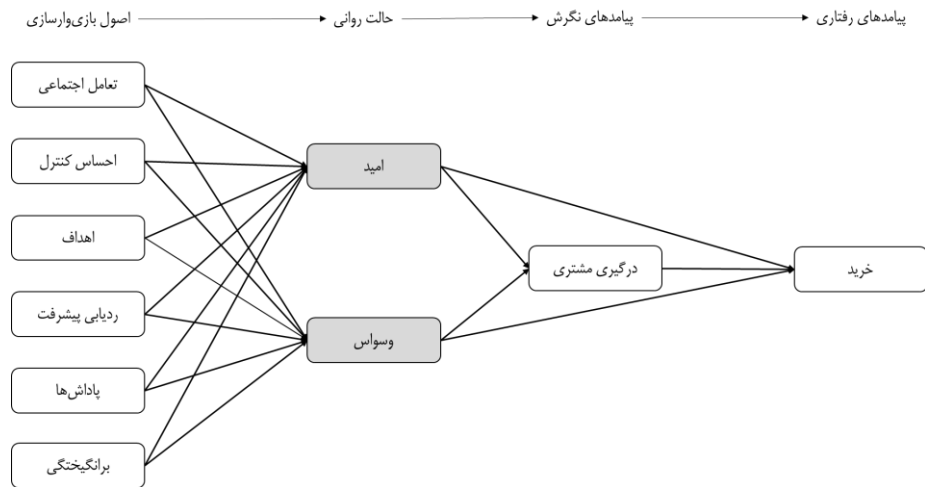 اصول بازی‌وارسازی
حالت روانی
پیامدهای نگرش
پیامدهای رفتاری
تعامل اجتماعی
احساس کنترل
اهداف
ردیابی پیشرفت
پاداش‌ها
برانگیختگی
امید
وسواس
درگیری مشتری
خرید